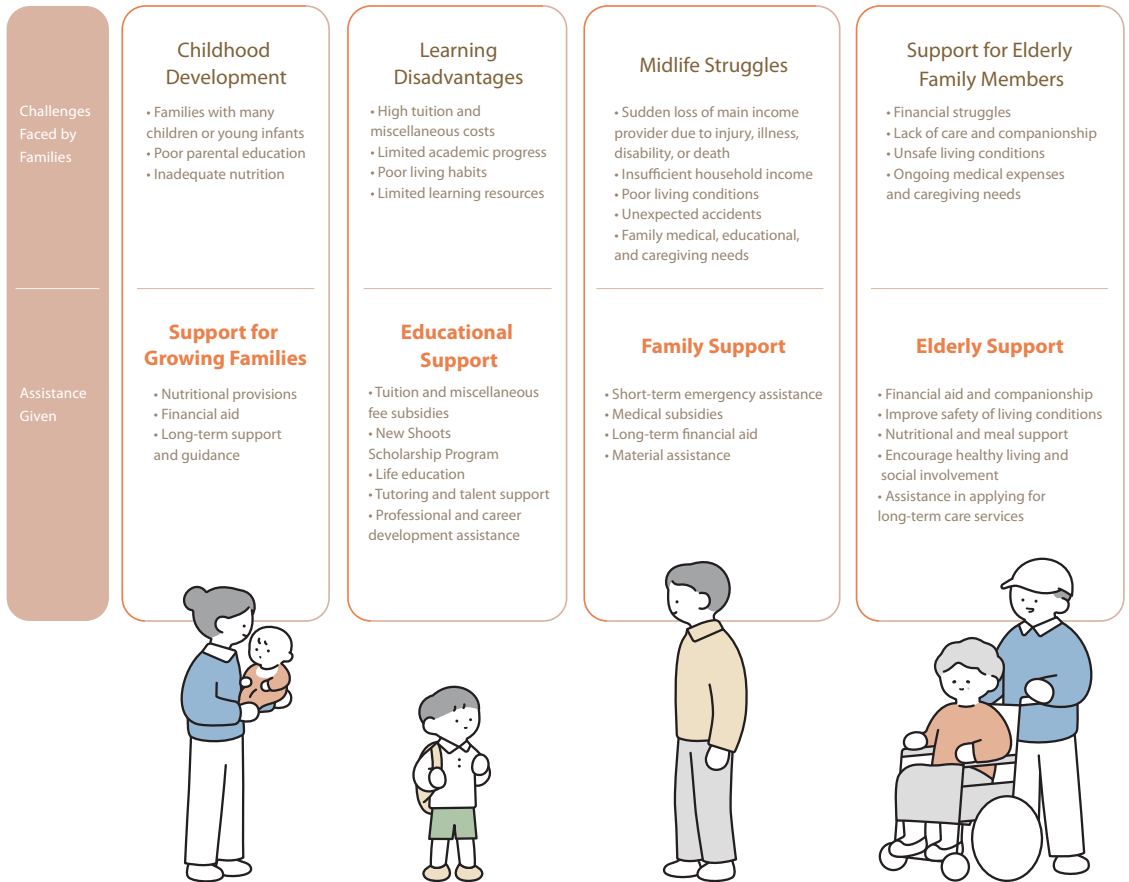 Challenges
Faced by
Families
Childhood
Development
• Families with many
children or young infants
• Poor parental education
• Inadequate nutrition
Learning
Disadvantages
• High tuition and
miscellaneous costs
• Limited academic progress
• Poor living habits
• Limited learning resources
Midlife Struggles
• Sudden loss of main income
provider due to injury, illness,
disability, or death
• Insufficient household income
• Poor living conditions
• Unexpected accidents
• Family medical, educational,
and caregiving needs
Support for Elderly
Family Members
• Financial struggles
• Lack of care and companionship
• Unsafe living conditions
• Ongoing medical expenses
and caregiving needs
Assistance
Given
Support for
Growing Families
• Nutritional provisions
• Financial aid
• Long-term support
and guidance
Educational
Support
• Tuition and miscellaneous
fee subsidies
• New Shoots
Scholarship Program
• Life education
• Tutoring and talent support
• Professional and career
development assistance
Family Support
• Short-term emergency assistance
• Medical subsidies
• Long-term financial aid
• Material assistance
Elderly Support
• Financial aid and companionship
• Improve safety of living conditions
• Nutritional and meal support
• Encourage healthy living and
social involvement
• Assistance in applying for
long-term care services